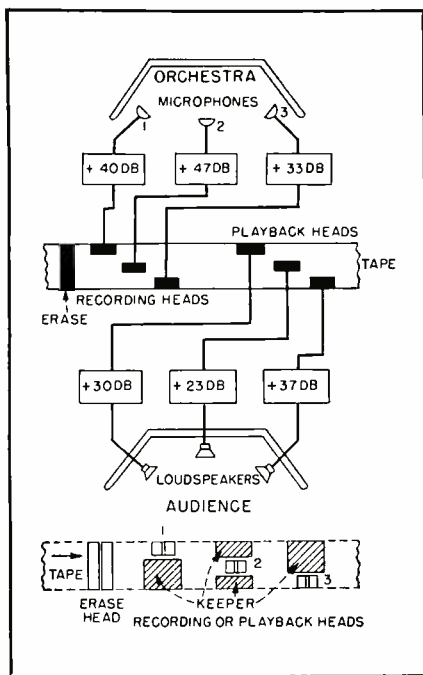 ORCHESTRA
MICROPHONES
1
2
3
+ 40 DB
+ 47 DB
+ 33 DB
PLAYBACK HEADS
TAPE
RECORDING HEADS
ERASE
+30 DB
+ 23 DB
+ 37 DB
LOUDSPEAKERS
AUDIENCE
1
2
3
TAPE
ERASE
HEAD
KEEPER
RECORDING OR PLAYBACK HEADS